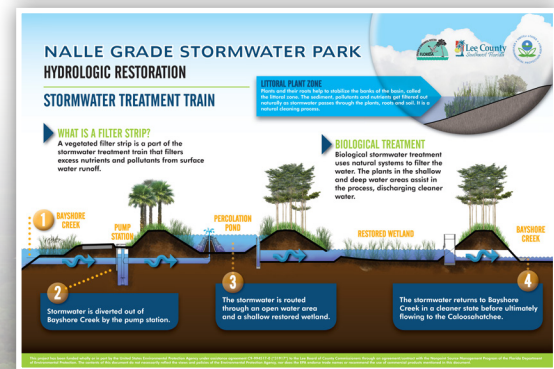 NALLE GRADE STORMWATER PARK
HYDROLOGIC RESTORATION
STORMWATER TREATMENT TRAIN
FLORIDA
Lee County
Southwest Florida
LITTORAL PLANT ZONE
Plants and their roots help to stabilize the banks of the basin, called
the littoral zone. The sediment, pollutants and nutrients get filtered out
naturally as stormwater passes through the plants, roots and soil. It is a
natural cleaning process.
WHAT IS A FILTER STRIP?
A vegetated filter strip is a part of the
stormwater treatment train that filters
excess nutrients and pollutants from surface
water runoff.
BIOLOGICAL TREATMENT
Biological stormwater treatment
uses natural systems to filter the
water. The plants in the shallow
and deep water areas assist in
the process, discharging cleaner
water.
1
BAYSHORE
CREEK
PUMP
STATION
PERCOLATION
POND
RESTORED WETLAND
BAYSHORE
CREEK
2
Stormwater is diverted out of
Bayshore Creek by the pump station.
3
The stormwater is routed
through an open water area
and a shallow restored wetland.
4
The stormwater returns to Bayshore
Creek in a cleaner state before ultimately
flowing to the Caloosahatchee.